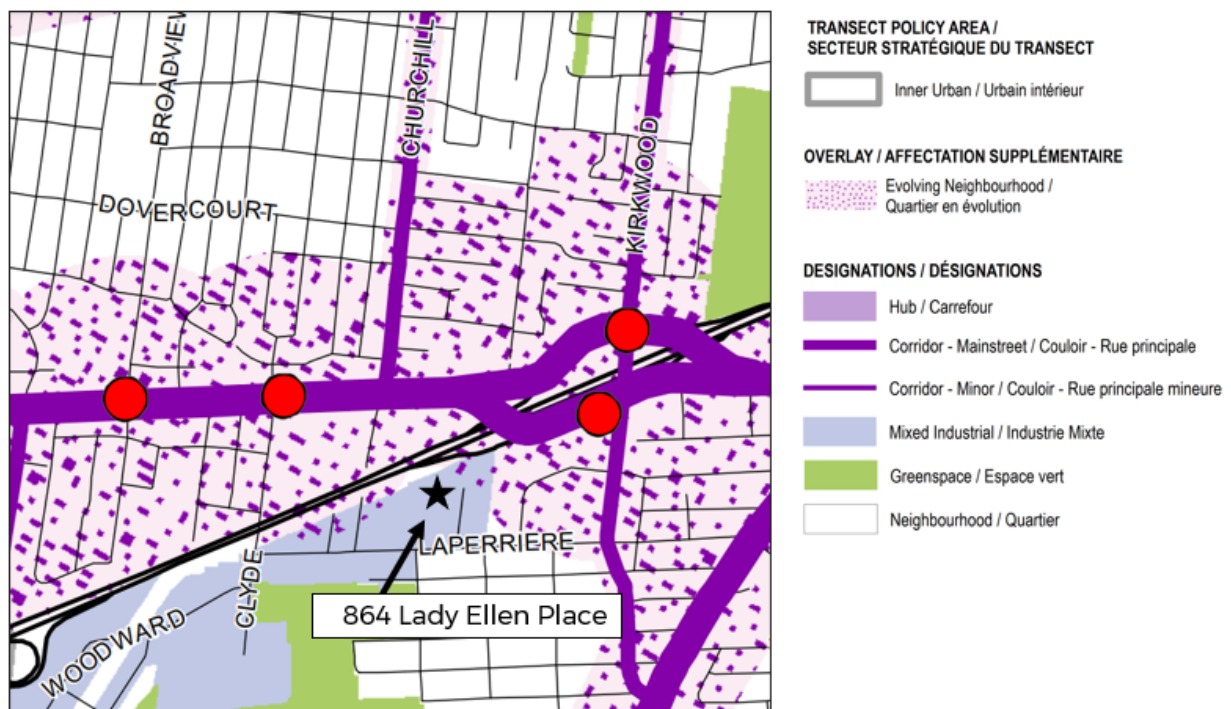 BROADVIEW
CHURCHILL
KIRKWOOD
DOVERCOURT
LAPERRIERE
CLYDE
864 Lady Ellen Place
WOODWARD
TRANSECT POLICY AREA /
SECTEUR STRATÉGIQUE DU TRANSECT
Inner Urban / Urbain intérieur
OVERLAY / AFFECTATION SUPPLÉMENTAIRE
Evolving Neighbourhood /
Quartier en évolution
DESIGNATIONS / DÉSIGNATIONS
Hub / Carrefour
Corridor - Mainstreet / Couloir - Rue principale
Corridor - Minor / Couloir - Rue principale mineure
Mixed Industrial / Industrie Mixte
Greenspace / Espace vert
Neighbourhood / Quartier